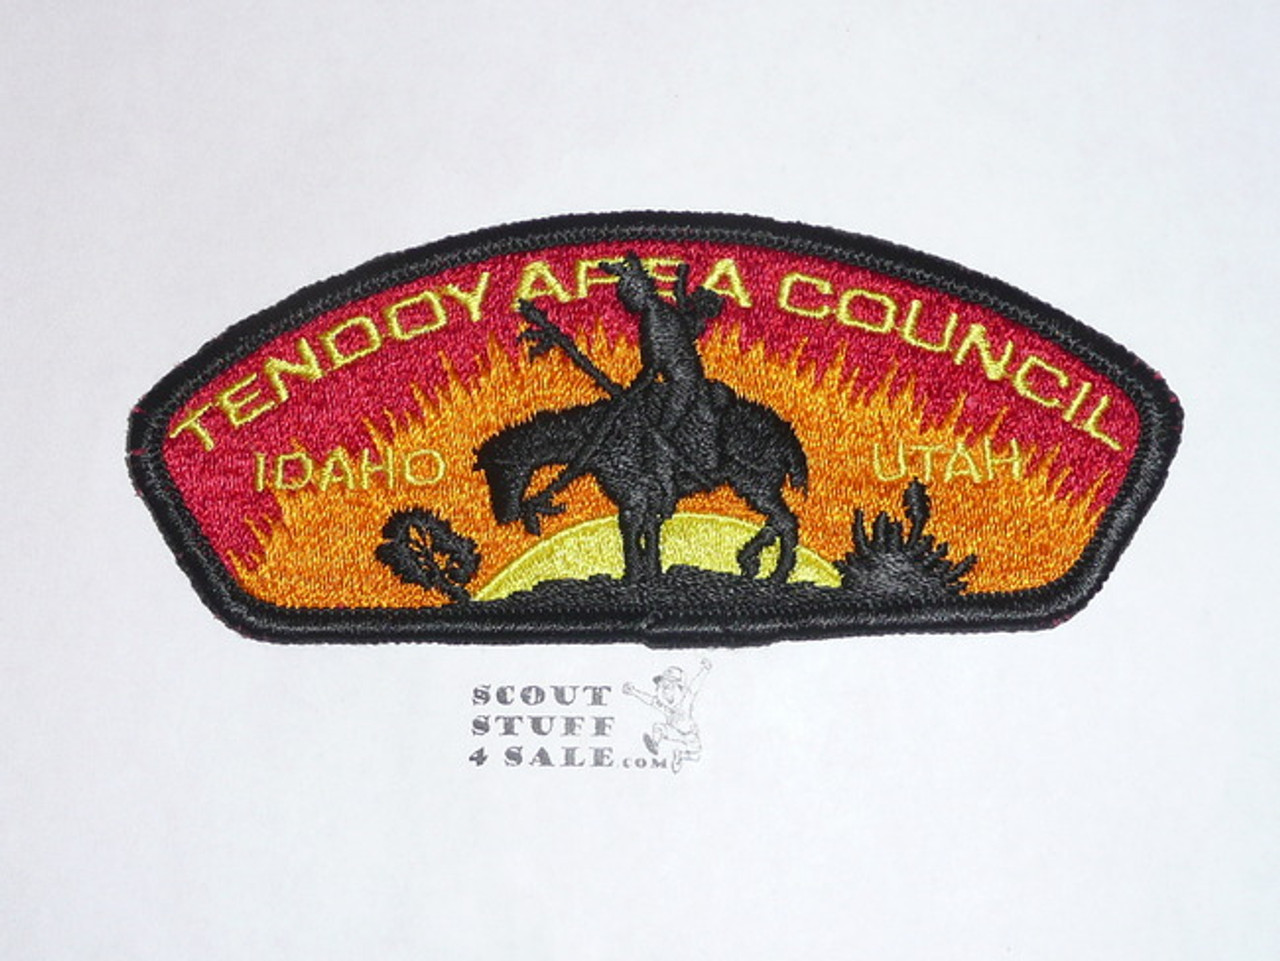 TENDOY AREA COUNCIL
IDAHO UTAH
SCOUT
STUFF
4 SALE.COM